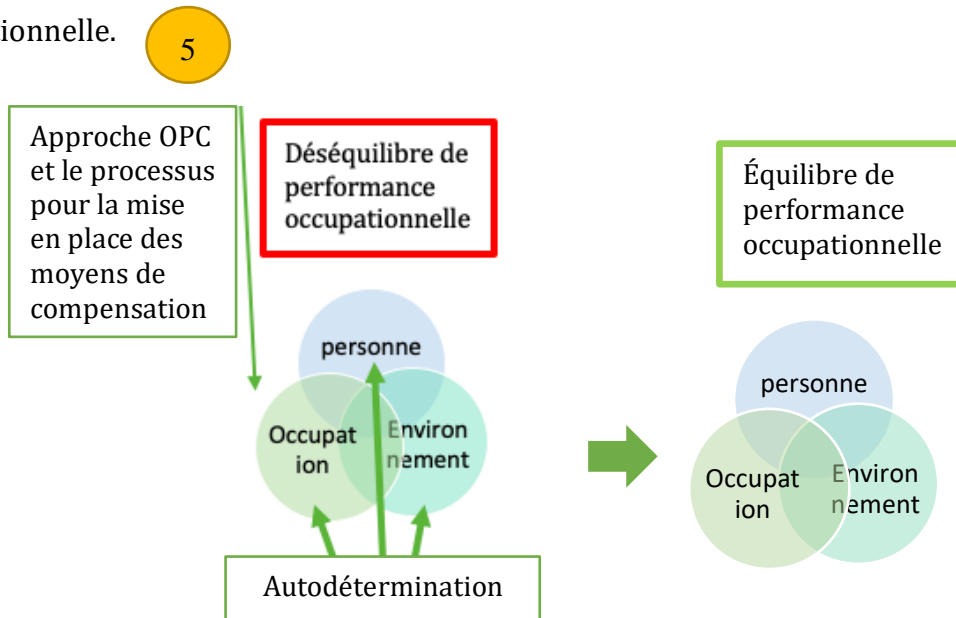 tionnelle.
5
Approche OPC
et le processus
pour la mise
en place des
moyens de
compensation
Déséquilibre de
performance
occupationnelle
Équilibre de
performance
occupationnelle
personne
Occupat
ion
Environ
nement
personne
Occupat
ion
Environ
nement
Autodétermination